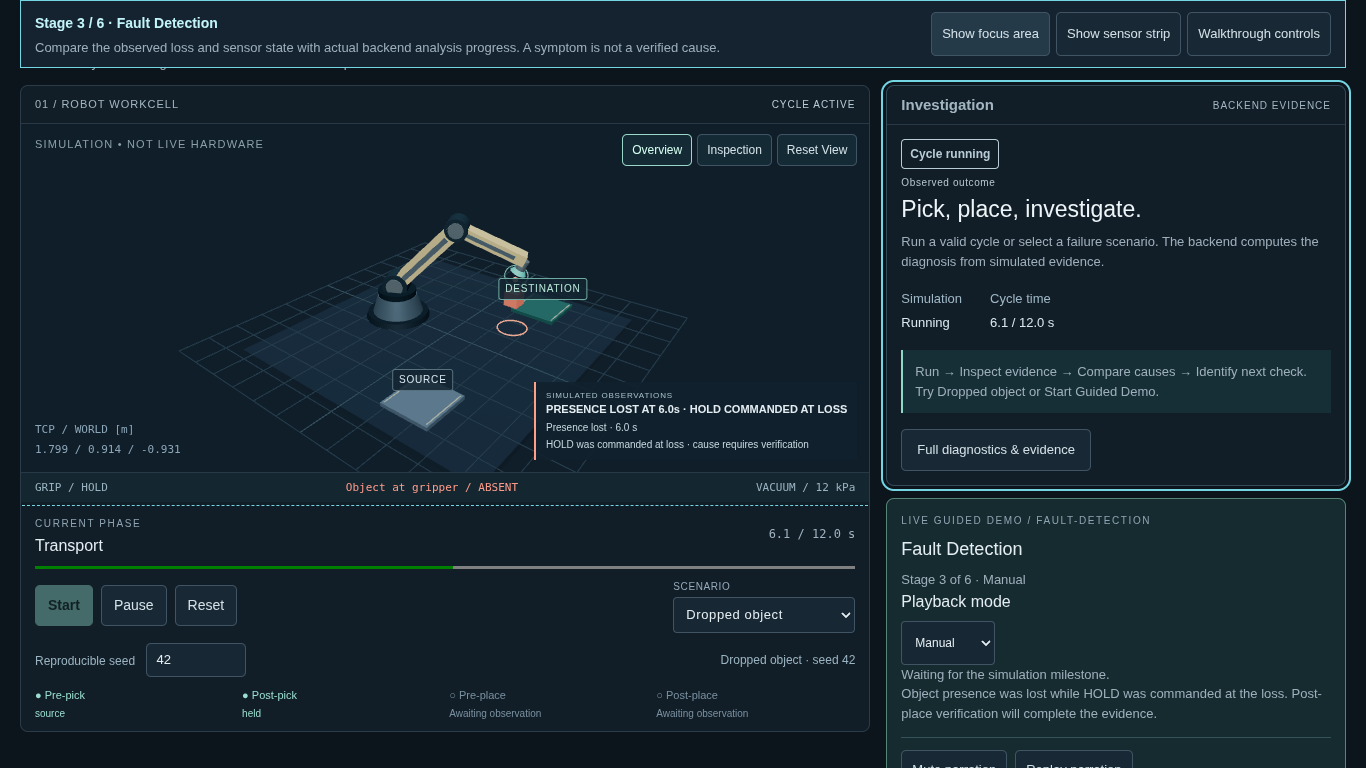 Stage 3 / 6 · Fault Detection
Compare the observed loss and sensor state with actual backend analysis progress. A symptom is not a verified cause.
Show focus area
Show sensor strip
Walkthrough controls
01 / ROBOT WORKCELL
CYCLE ACTIVE
SIMULATION • NOT LIVE HARDWARE
Overview
Inspection
Reset View
DESTINATION
SOURCE
SIMULATED OBSERVATIONS
PRESENCE LOST AT 6.0s · HOLD COMMANDED AT LOSS
Presence lost · 6.0 s
HOLD was commanded at loss · cause requires verification
TCP / WORLD [m]
1.799 / 0.914 / -0.931
GRIP / HOLD
Object at gripper / ABSENT
VACUUM / 12 kPa
CURRENT PHASE
Transport
6.1 / 12.0 s
Start
Pause
Reset
SCENARIO
Dropped object
Reproducible seed
42
Dropped object · seed 42
● Pre-pick
source
● Post-pick
held
○ Pre-place
Awaiting observation
○ Post-place
Awaiting observation
Investigation
BACKEND EVIDENCE
Cycle running
Observed outcome
Pick, place, investigate.
Run a valid cycle or select a failure scenario. The backend computes the
diagnosis from simulated evidence.
Simulation
Cycle time
Running
6.1 / 12.0 s
Run → Inspect evidence → Compare causes → Identify next check.
Try Dropped object or Start Guided Demo.
Full diagnostics & evidence
LIVE GUIDED DEMO / FAULT-DETECTION
Fault Detection
Stage 3 of 6 · Manual
Playback mode
Manual
Waiting for the simulation milestone.
Object presence was lost while HOLD was commanded at the loss. Post-
place verification will complete the evidence.
Mute narration
Replay narration